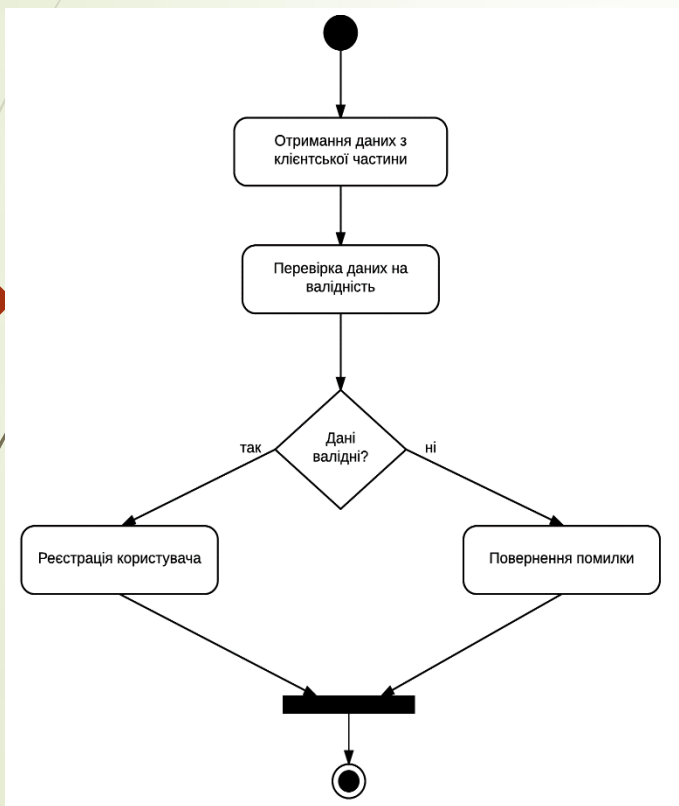 Отримання даних з
клієнтської частини
Перевірка даних на
валідність
Дані
валідні?
так
ні
Реєстрація користувача
Повернення помилки